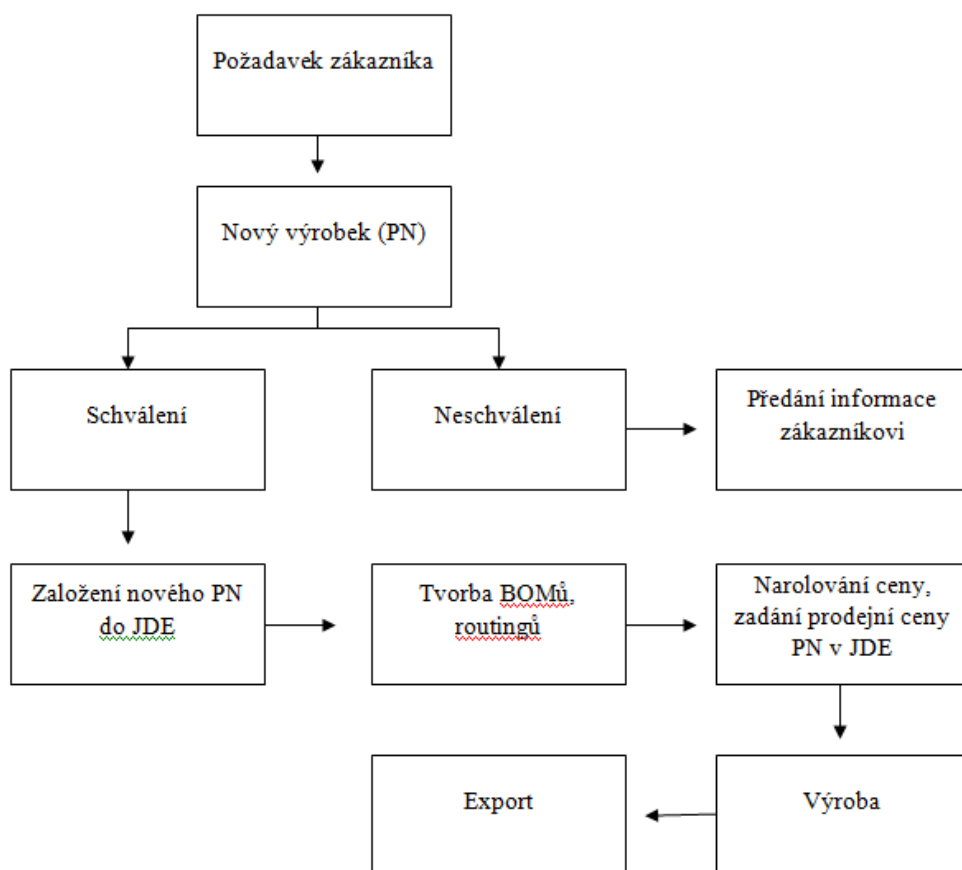 Požadavek zákazníka
Nový výrobek (PN)
Schválení
Neschválení
Předání informace
zákazníkovi
Založení nového PN
do JDE
Tvorba BOMů,
routingů
Narolování ceny,
zadání prodejní ceny
PN v JDE
Export
Výroba